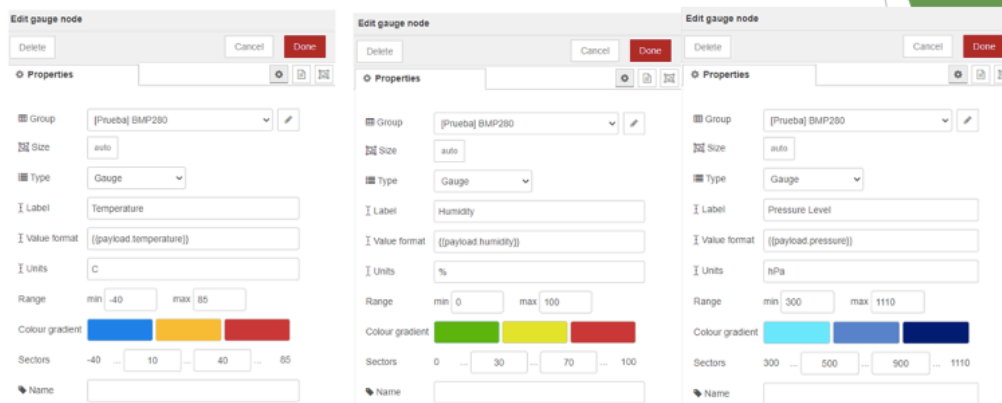 Edit gauge node
Delete
Cancel
Done
Properties
Group
[Prueba] BMP280
Size
auto
Type
Gauge
Label
Temperature
Value format
{{payload.temperature}}
Units
C
Range
min -40 max 85
Colour gradient
Sectors
-40 ... 10 ... 40 ... 85
Name
Edit gauge node
Delete
Cancel
Done
Properties
Group
[Prueba] BMP280
Size
auto
Type
Gauge
Label
Humidity
Value format
{{payload.humidity}}
Units
%
Range
min 0 max 100
Colour gradient
Sectors
0 ... 30 ... 70 ... 100
Name
Edit gauge node
Delete
Cancel
Done
Properties
Group
[Prueba] BMP280
Size
auto
Type
Gauge
Label
Pressure Level
Value format
{{payload.pressure}}
Units
hPa
Range
min 300 max 1110
Colour gradient
Sectors
300 ... 500 ... 900 ... 1110
Name